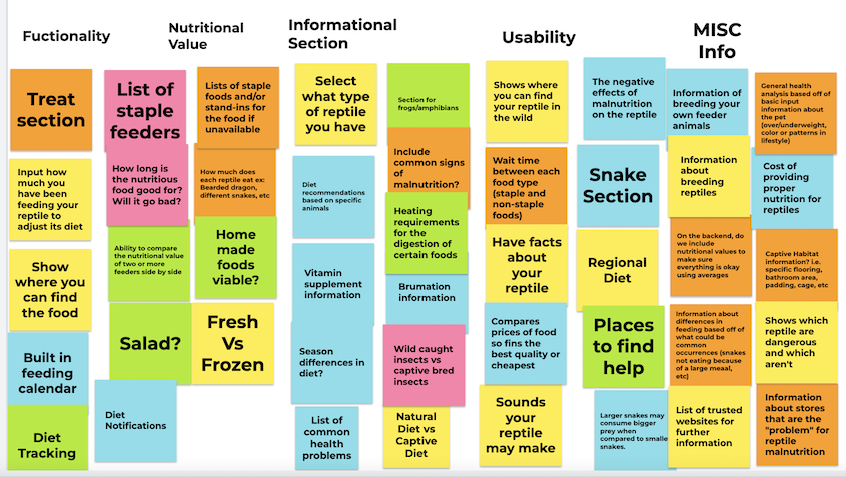 Fuctionality
Nutritional
Value
Informational
Section
Usability
MISC
Info
Treat
section
Input how
much you
have been
feeding your
reptile to
adjust its diet
Show
where you
can find
the food
Built in
feeding
calendar
Diet
Tracking
List of
staple
feeders
How long is
the nutritious
food good for?
Will it go bad?
Ability to compare
the nutritional value
of two or more
feeders side by side
Salad?
Diet
Notifications
Lists of staple
foods and/or
stand-ins for
the food if
unavailable
How much does
each reptile eat ex:
Bearded dragon,
different snakes, etc
Home
made
foods
viable?
Fresh
Vs
Frozen
Select
what type
of reptile
you have
Diet
recommendations
based on specific
animals
Vitamin
supplement
information
Season
differences in
diet?
List of
common
health
problems
Section for
frogs/amphibians
Include
common signs
of
malnutrition?
Heating
requirements
for the
digestion of
certain foods
Brumation
information
Wild caught
insects vs
captive bred
insects
Natural
Diet vs
Captive
Diet
Shows where
you can find
your reptile in
the wild
Wait time
between each
food type
(staple and
non-staple
foods)
Have facts
about
your
reptile
Compares
prices of food
so fins the
best quality or
cheapest
Sounds
your
reptile
may make
The negative
effects of
malnutrition
on the reptile
Snake
Section
Regional
Diet
Places
to find
help
Larger snakes may
consume bigger
prey when
compared to smalle
snakes.
Information of
breeding your
own feeder
animals
Information
about
breeding
reptiles
On the backend, do
we include
nutritional values to
make sure
everything is okay
using averages
Information about
differences in
feeding based off of
what could be
common
occurrences (snakes
not eating because
of a large meaal,
etc)
List of trusted
websites for
further
information
General health
analysis based off of
basic input
information about
the pet
(over/underweight,
color or patterns in
lifestyle)
Cost of
providing
proper
nutrition for
reptiles
Captive Habitat
information? i.e.
specific flooring,
bathroom area,
padding, cage, etc
Shows which
reptile are
dangerous
and which
aren't
Information
about stores
that are the
"problem" for
reptile
malnutrition